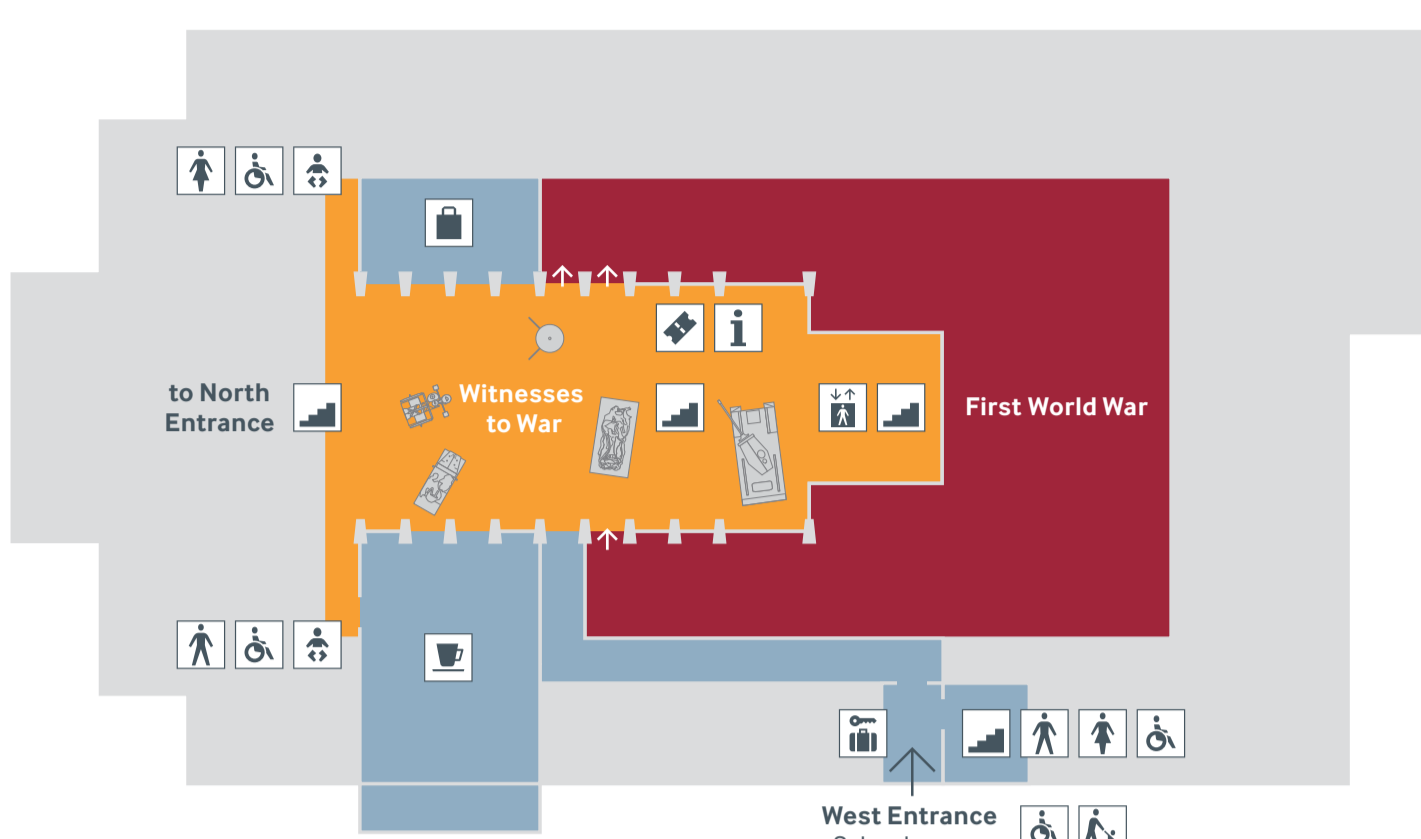 to North
Entrance
Witnesses
to War
First World War
West Entrance